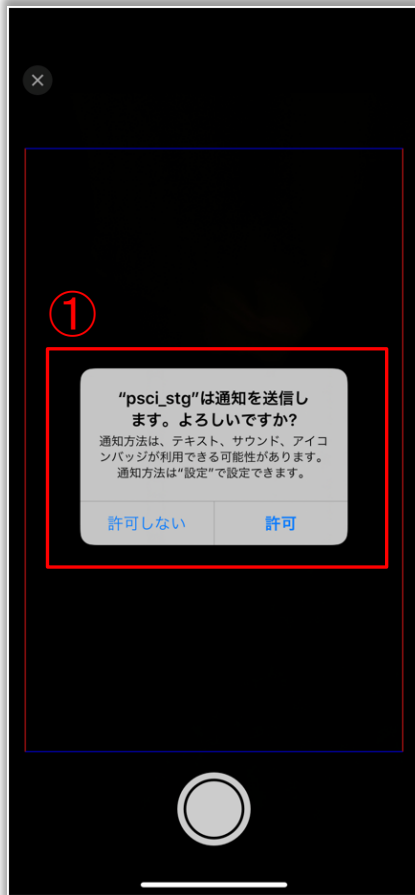 ①
“psci_stg”は通知を送信し
ます。よろしいですか?
通知方法は、テキスト、サウンド、アイコ
ンバッジが利用できる可能性があります。
通知方法は“設定”で設定できます。
許可しない 許可